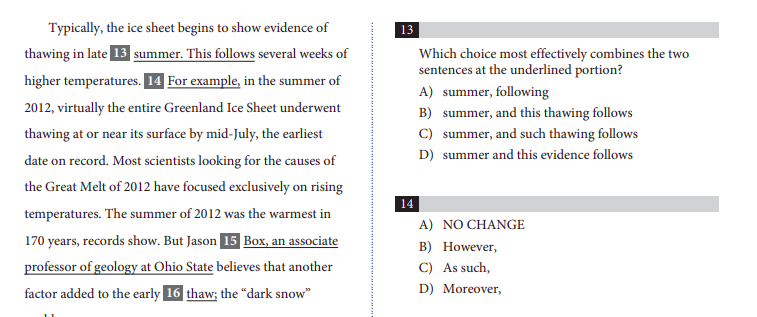 Typically, the ice sheet begins to show evidence of
thawing in late 13 summer. This follows several weeks of
higher temperatures. 14 For example, in the summer of
2012, virtually the entire Greenland Ice Sheet underwent
thawing at or near its surface by mid-July, the earliest
date on record. Most scientists looking for the causes of
the Great Melt of 2012 have focused exclusively on rising
temperatures. The summer of 2012 was the warmest in
170 years, records show. But Jason 15 Box, an associate
professor of geology at Ohio State believes that another
factor added to the early 16 thaw; the “dark snow”
13
Which choice most effectively combines the two
sentences at the underlined portion?
A) summer, following
B) summer, and this thawing follows
C) summer, and such thawing follows
D) summer and this evidence follows
14
A) NO CHANGE
B) However,
C) As such,
D) Moreover,